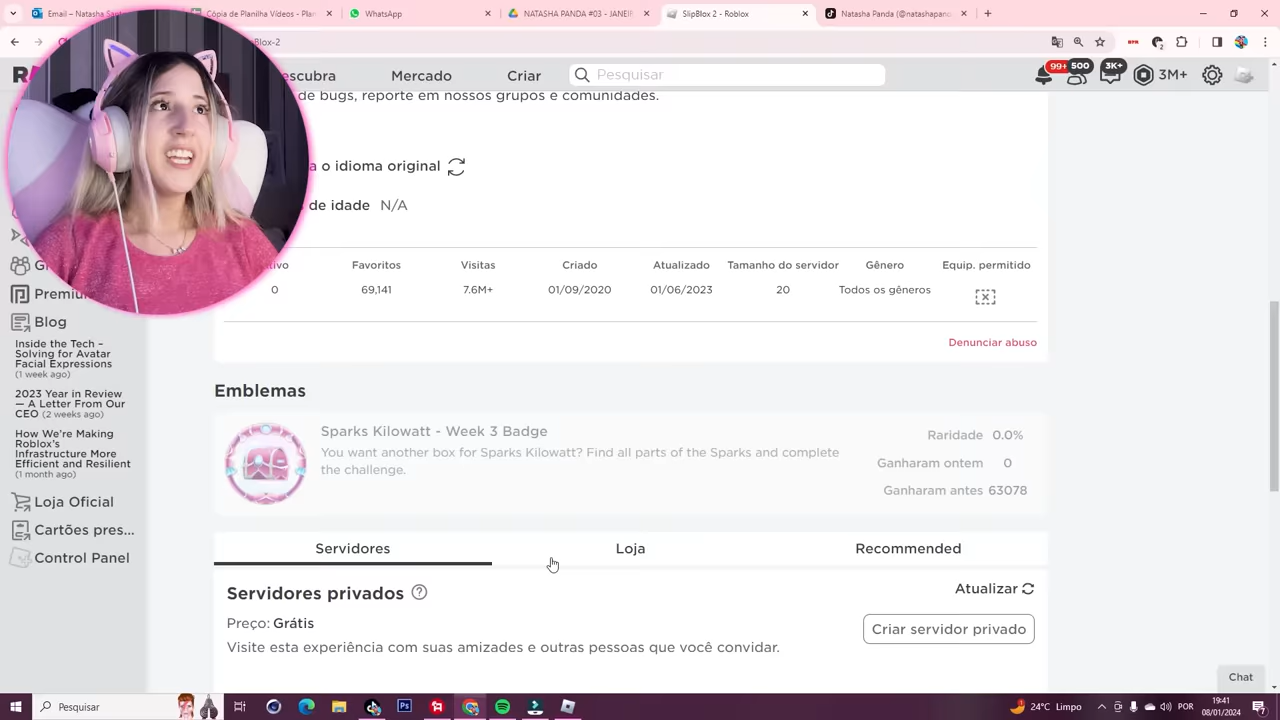 Email – Natasha S
Cópia de Planilha Vídeos - Plan
WhatsApp
NATASHA PANDA #03 - JANEIR
SlipBlox 2 - Roblox
Natasha Panda (@nashapano
Blox-2
escubra
Mercado
Criar
Pesquisar
99+
500
3K+
3M+
de bugs, reporte em nossos grupos e comunidades.
a o idioma original
de idade N/A
tivo
Favoritos
Visitas
Criado
Atualizado
Tamanho do servidor
Gênero
Equip. permitido
0
69,141
7.6M+
01/09/2020
01/06/2023
20
Todos os gêneros
Denunciar abuso
Premium
Blog
Inside the Tech –
Solving for Avatar
Facial Expressions
(1 week ago)
2023 Year in Review
— A Letter From Our
CEO (2 weeks ago)
How We're Making
Roblox's
Infrastructure More
Efficient and Resilient
(1 month ago)
Loja Oficial
Cartões pres...
Control Panel
Emblemas
Sparks Kilowatt - Week 3 Badge
You want another box for Sparks Kilowatt? Find all parts of the Sparks and complete
the challenge.
Raridade 0.0%
Ganharam ontem 0
Ganharam antes 63078
Servidores
Loja
Recommended
Servidores privados
Atualizar
Preço: Grátis
Criar servidor privado
Visite esta experiência com suas amizades e outras pessoas que você convidar.
Chat
Pesquisar
24°C Limpo
POR
19:41
08/01/2024